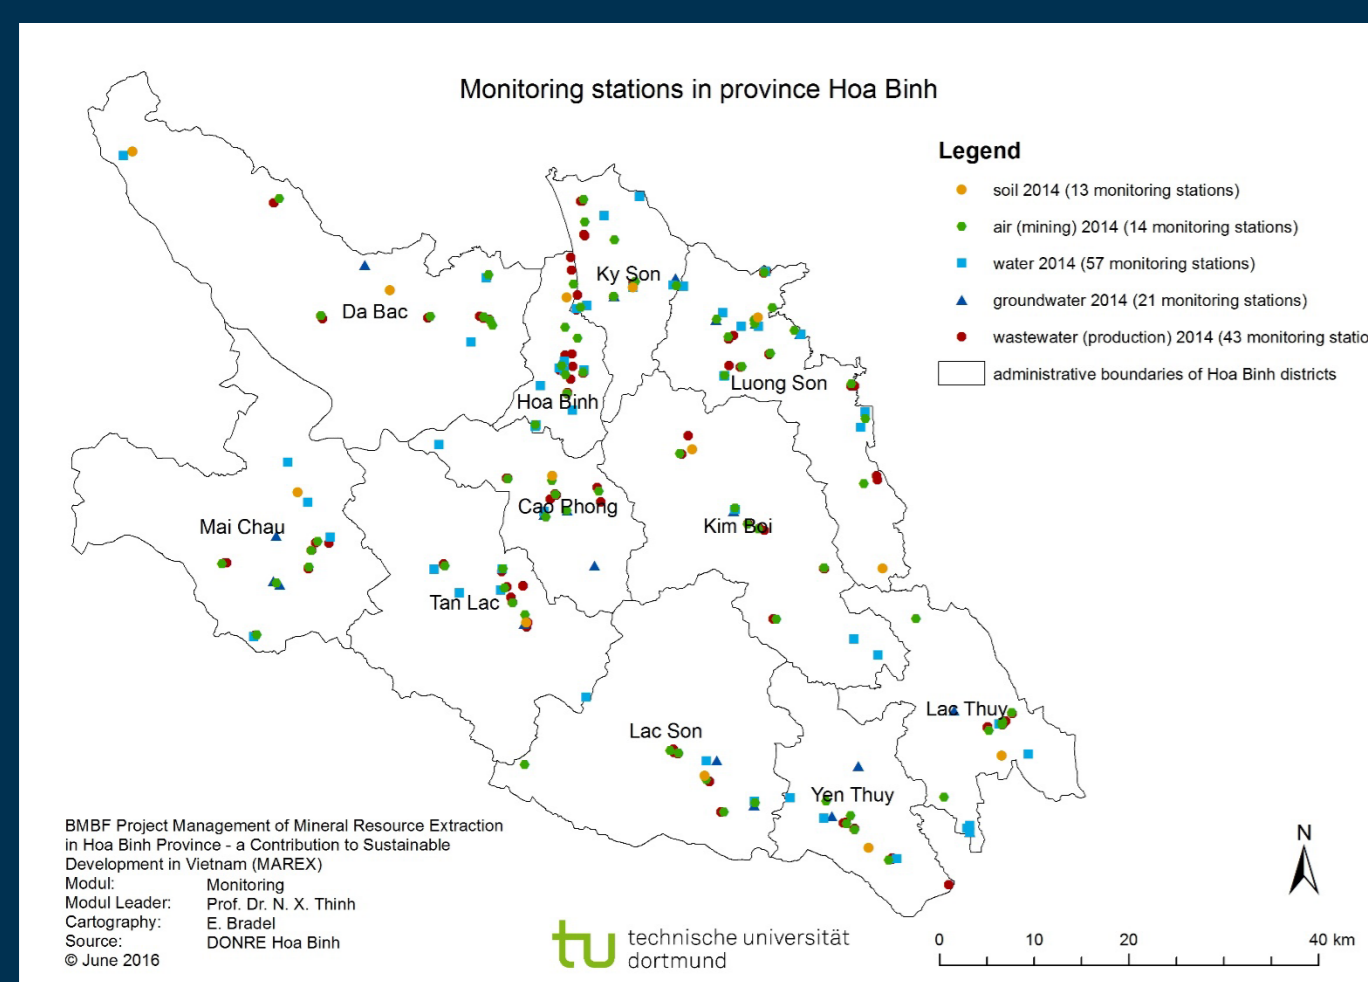 Monitoring stations in province Hoa Binh
Legend
soil 2014 (13 monitoring stations)
air (mining) 2014 (14 monitoring stations)
water 2014 (57 monitoring stations)
groundwater 2014 (21 monitoring stations)
wastewater (production) 2014 (43 monitoring statio
administrative boundaries of Hoa Binh districts
Ky Son
Da Bac
Luong Son
Hoa Binh
Cao Phong
Mai Chau
Kim Boi
Tan Lac
Lac Thuy
Lac Son
Yen Thuy
BMBF Project Management of Mineral Resource Extraction
in Hoa Binh Province - a Contribution to Sustainable
Development in Vietnam (MAREX)
Modul: Monitoring
Modul Leader: Prof. Dr. N. X. Thinh
Cartography: E. Bradel
Source: DONRE Hoa Binh
© June 2016
tu technische universität
dortmund
N
0 10 20 40 km